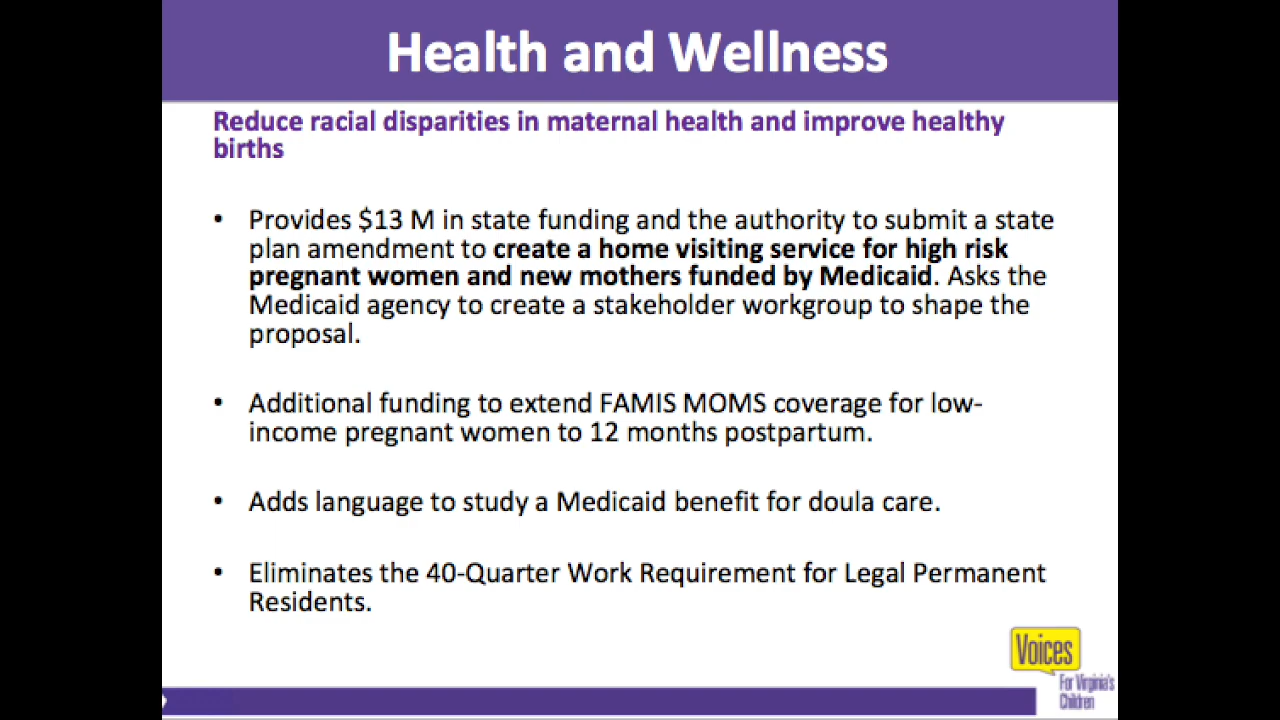 Health and Wellness
Reduce racial disparities in maternal health and improve healthy
births
• Provides $13 M in state funding and the authority to submit a state
plan amendment to create a home visiting service for high risk
pregnant women and new mothers funded by Medicaid. Asks the
Medicaid agency to create a stakeholder workgroup to shape the
proposal.
• Additional funding to extend FAMIS MOMS coverage for low-
income pregnant women to 12 months postpartum.
• Adds language to study a Medicaid benefit for doula care.
• Eliminates the 40-Quarter Work Requirement for Legal Permanent
Residents.
Voices
For Virginia's
Children